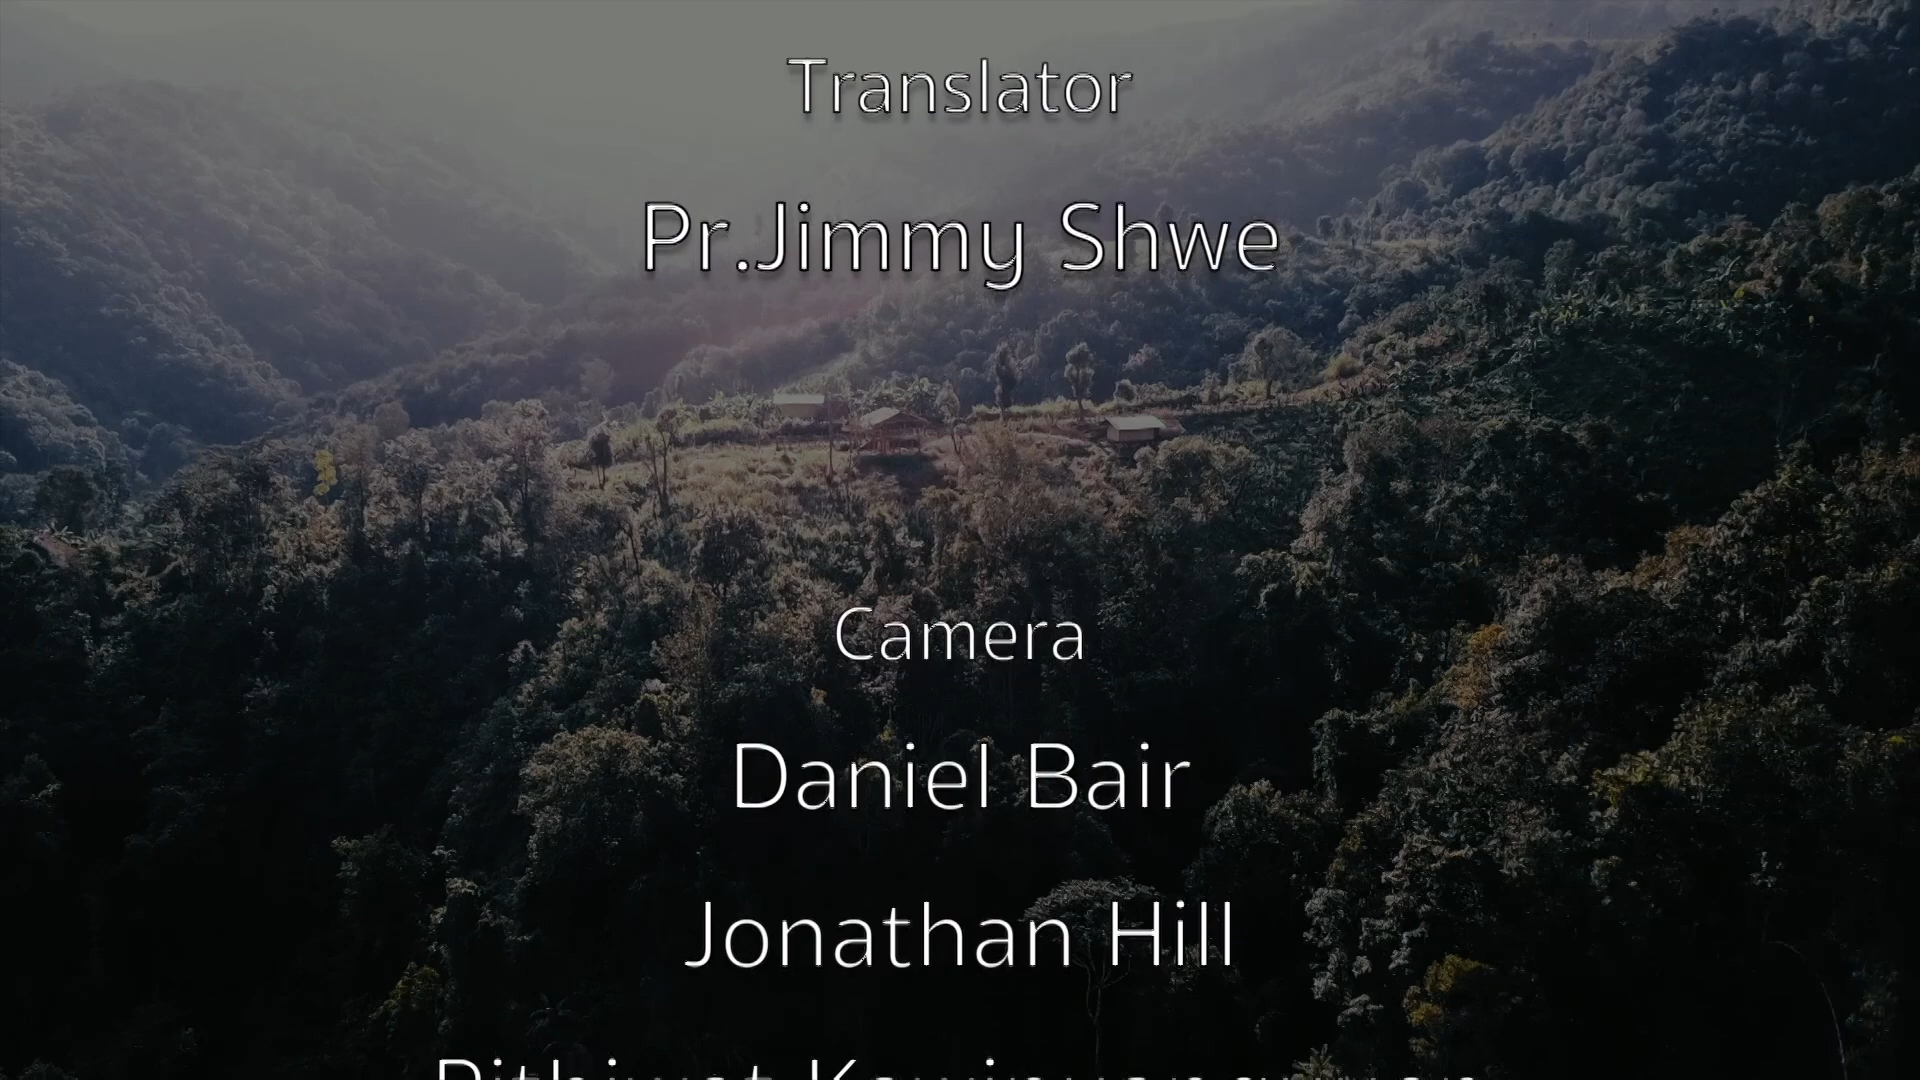 Translator
Pr.Jimmy Shwe
Camera
Daniel Bair
Jonathan Hill